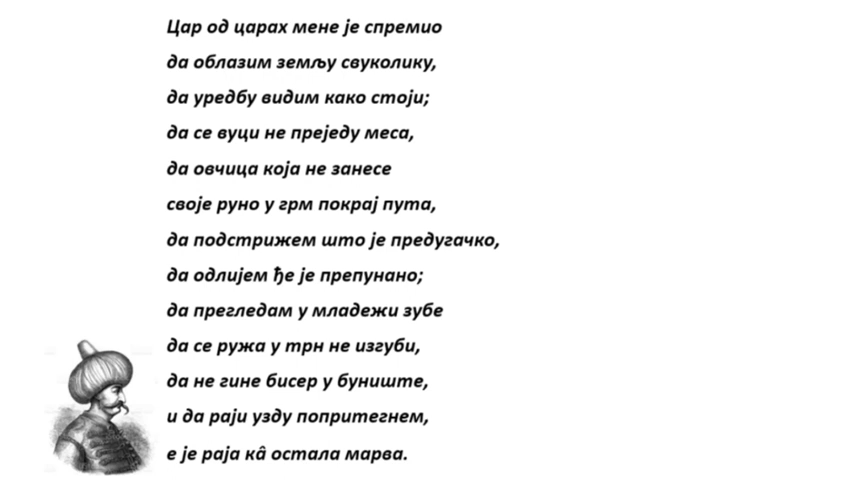 Цар од царах мене је спремио
да облазим земљу свуколику,
да уредбу видим како стоји;
да се вуци не преједу меса,
да овчица која не занесе
своје руно у грм покрај пута,
да подстрижем што је предугачко,
да одлијем ђе је препунано;
да прегледам у младежи зубе
да се ружа у трн не изгуби,
да не гине бисер у буниште,
и да раји узду попритегнем,
е је раја кâ остала марва.